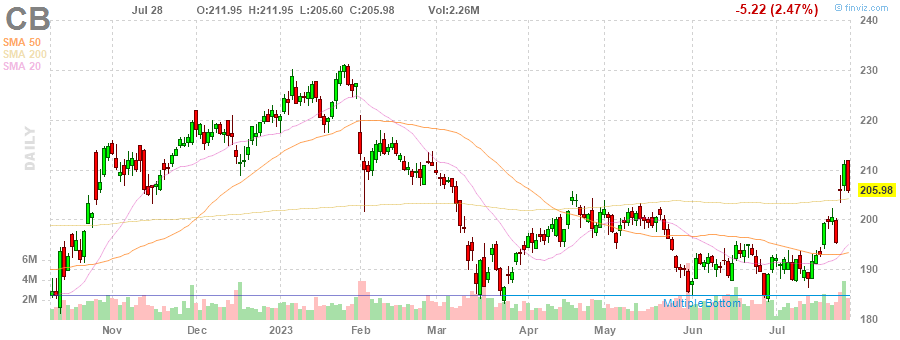 CB Jul 28 O:211.95 H:211.95 L:205.60 C:205.98 Vol:2.26M -5.22 (2.47%) finviz.com
SMA 50
SMA 200
SMA 20
DAILY
240
230
220
210
205.98
200
190
180
6M
4M
2M
Multiple Bottom
Nov Dec 2023 Feb Mar Apr May Jun Jul